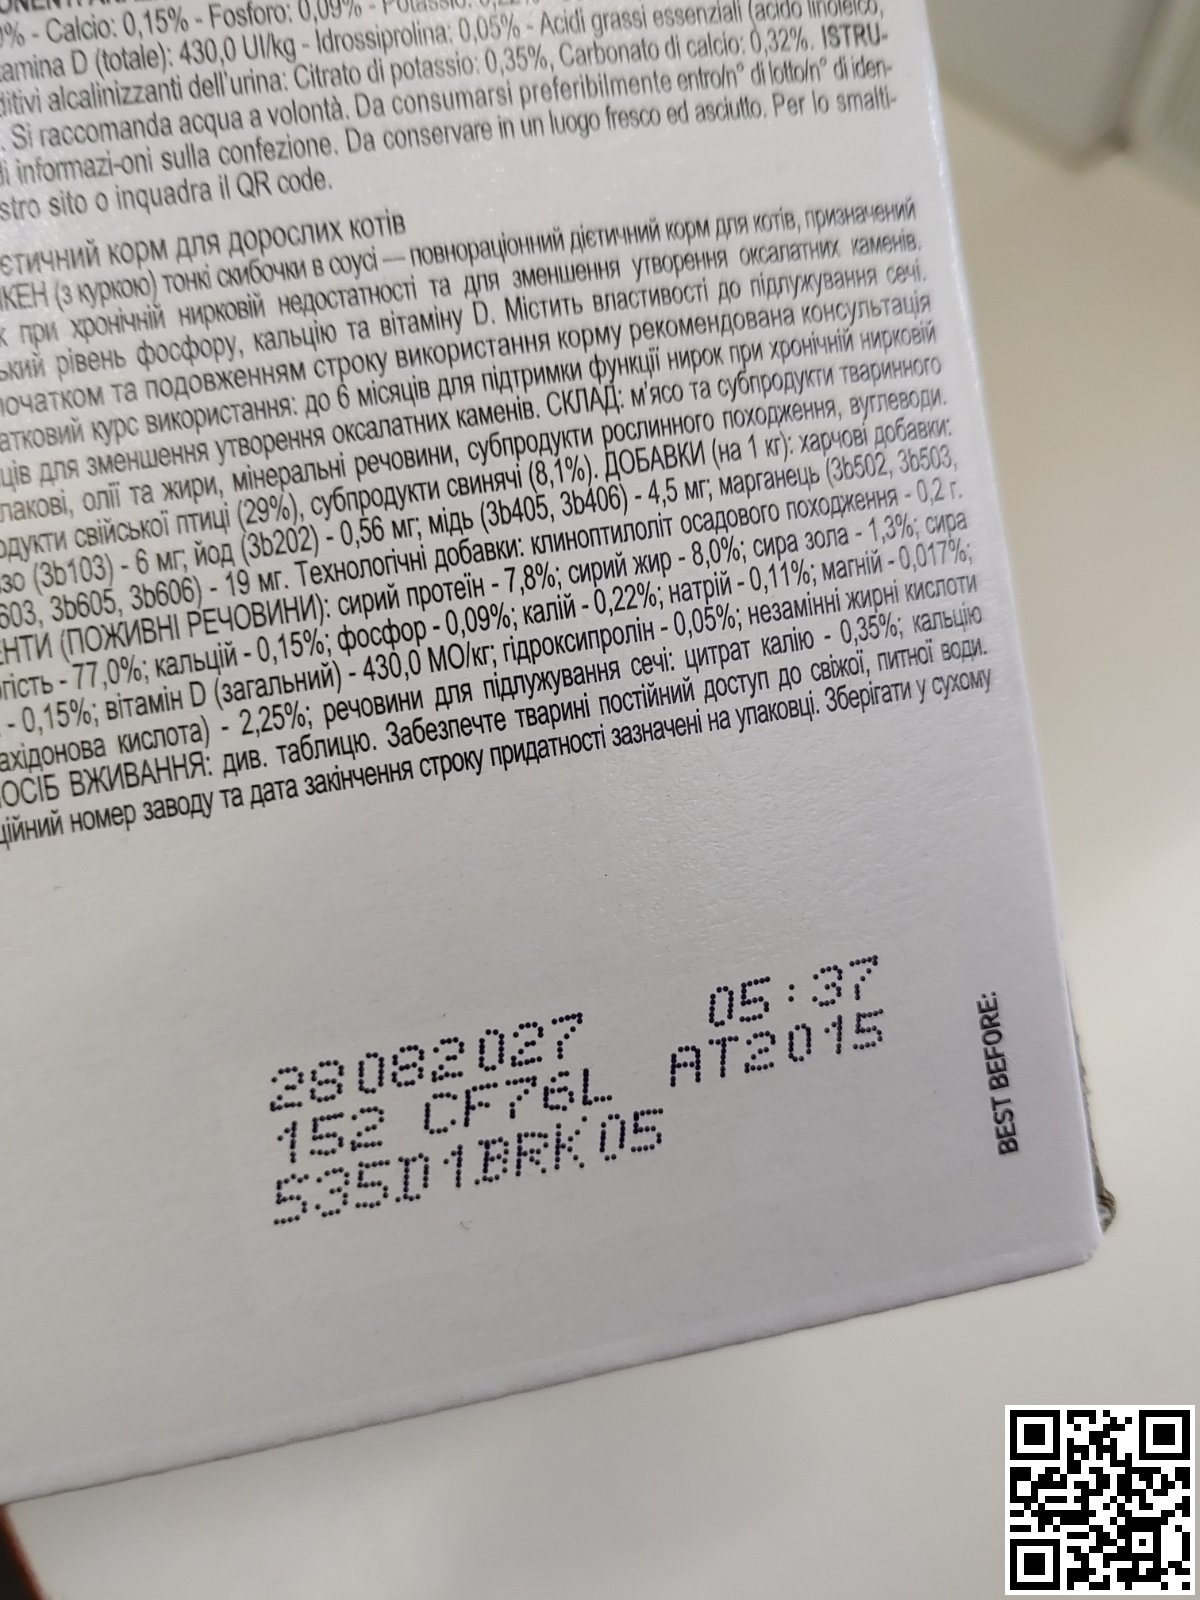 % - Calcio: 0,15% - Fosforo: 0,09% - Potassio:
amina D (totale): 430,0 UI/kg - Idrossiprolina: 0,05% - Acidi grassi essenziali (acido linoleico,
ditivi alcalinizzanti dell'urina: Citrato di potassio: 0,35%, Carbonato di calcio: 0,32%. ISTRU-
. Si raccomanda acqua a volontà. Da consumarsi preferibilmente entro/n° di lotto/n° di iden-
di informazi-oni sulla confezione. Da conservare in un luogo fresco ed asciutto. Per lo smalti-
stro sito o inquadra il QR code.
ЄТИЧНИЙ КОРМ ДЛЯ ДОРОСЛИХ КОТІВ
КЕН (з куркою) тонкі скибочки в соусі — повнораціонний дієтичний корм для котів, призначений
к при хронічній нирковій недостатності та для зменшення утворення оксалатних каменів.
ький рівень фосфору, кальцію та вітаміну D. Містить властивості до підлужування сечі.
початком та подовженням строку використання корму рекомендована консультація
атковий курс використання: до 6 місяців для підтримки функції нирок при хронічній нирковій
ців для зменшення утворення оксалатних каменів. СКЛАД: м'ясо та субпродукти тваринного
лакові, олії та жири, мінеральні речовини, субпродукти рослинного походження, вуглеводи.
одукти свійської птиці (29%), субпродукти свинячі (8,1%). ДОБАВКИ (на 1 кг): харчові добавки:
зо (3b103) - 6 мг; йод (3b202) - 0,56 мг; мідь (3b405, 3b406) - 4,5 мг; марганець (3b502, 3b503,
603, 3b605, 3b606) - 19 мг. Технологічні добавки: клиноптилоліт осадового походження - 0,2 г.
ЕНТИ (ПОЖИВНІ РЕЧОВИНИ): сирий протеїн - 7,8%; сирий жир - 8,0%; сира зола - 1,3%; сира
огість - 77,0%; кальцій - 0,15%; фосфор - 0,09%; калій - 0,22%; натрій - 0,11%; магній - 0,017%;
- 0,15%; вітамін D (загальний) - 430,0 МО/кг; гідроксипролін - 0,05%; незамінні жирні кислоти
ахідонова кислота) - 2,25%; речовини для підлужування сечі: цитрат калію - 0,35%; кальцію
ОСІБ ВЖИВАННЯ: див. таблицю. Забезпечте тварині постійний доступ до свіжої, питної води.
ційний номер заводу та дата закінчення строку придатності зазначені на упаковці. Зберігати у сухому
28082027 05:37
152 CF76L AT2015
535D1BRK05
BEST BEFORE: